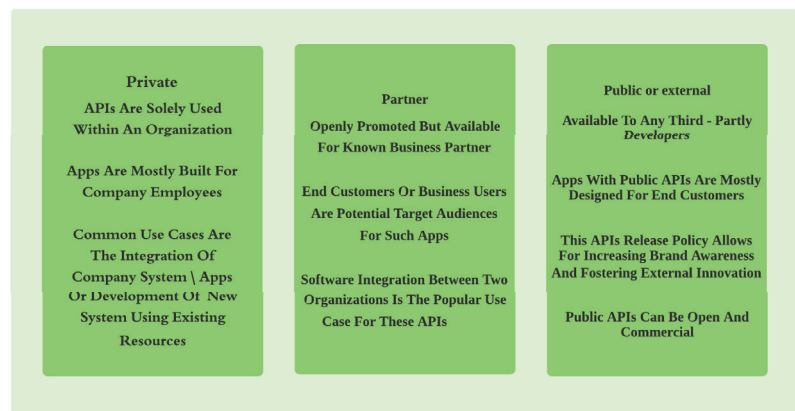 Private
APIs Are Solely Used
Within An Organization
Apps Are Mostly Built For
Company Employees
Common Use Cases Are
The Integration Of
Company System \ Apps
Or Development Of New
System Using Existing
Resources
Partner
Openly Promoted But Available
For Known Business Partner
End Customers Or Business Users
Are Potential Target Audiences
For Such Apps
Software Integration Between Two
Organizations Is The Popular Use
Case For These APIs
Public or external
Available To Any Third - Partly
Developers
Apps With Public APIs Are Mostly
Designed For End Customers
This APIs Release Policy Allows
For Increasing Brand Awareness
And Fostering External Innovation
Public APIs Can Be Open And
Commercial